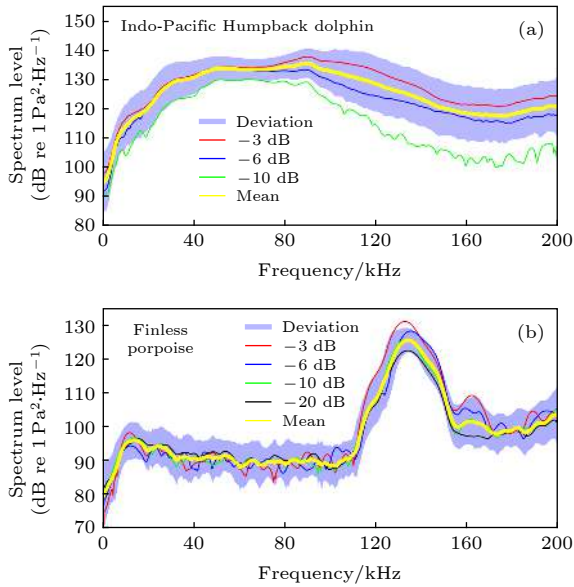 155
150
140
130
120
110
100
90
80
Spectrum level
(dB re 1 Pa²·Hz⁻¹)
Indo-Pacific Humpback dolphin
(a)
Deviation
−3 dB
−6 dB
−10 dB
Mean
0
40
80
120
160
200
Frequency/kHz
130
120
110
100
90
80
70
Spectrum level
(dB re 1 Pa²·Hz⁻¹)
Finless
porpoise
(b)
Deviation
−3 dB
−6 dB
−10 dB
−20 dB
Mean
0
40
80
120
160
200
Frequency/kHz